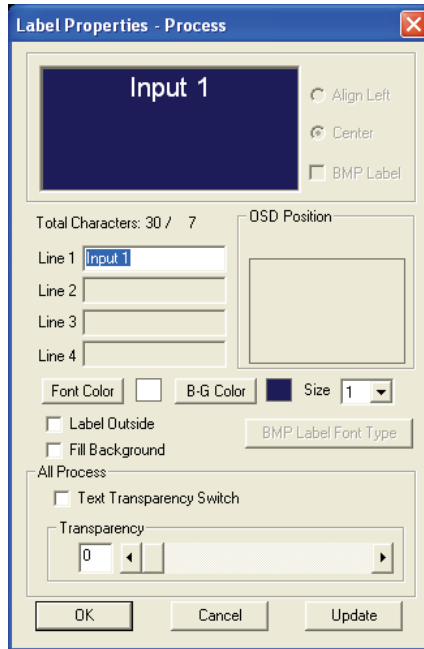 Label Properties - Process
Input 1
Align Left
Center
BMP Label
Total Characters: 30 / 7
OSD Position
Line 1 Input 1
Line 2
Line 3
Line 4
Font Color B-G Color Size 1
Label Outside
BMP Label Font Type
Fill Background
All Process
Text Transparency Switch
Transparency
0
OK Cancel Update